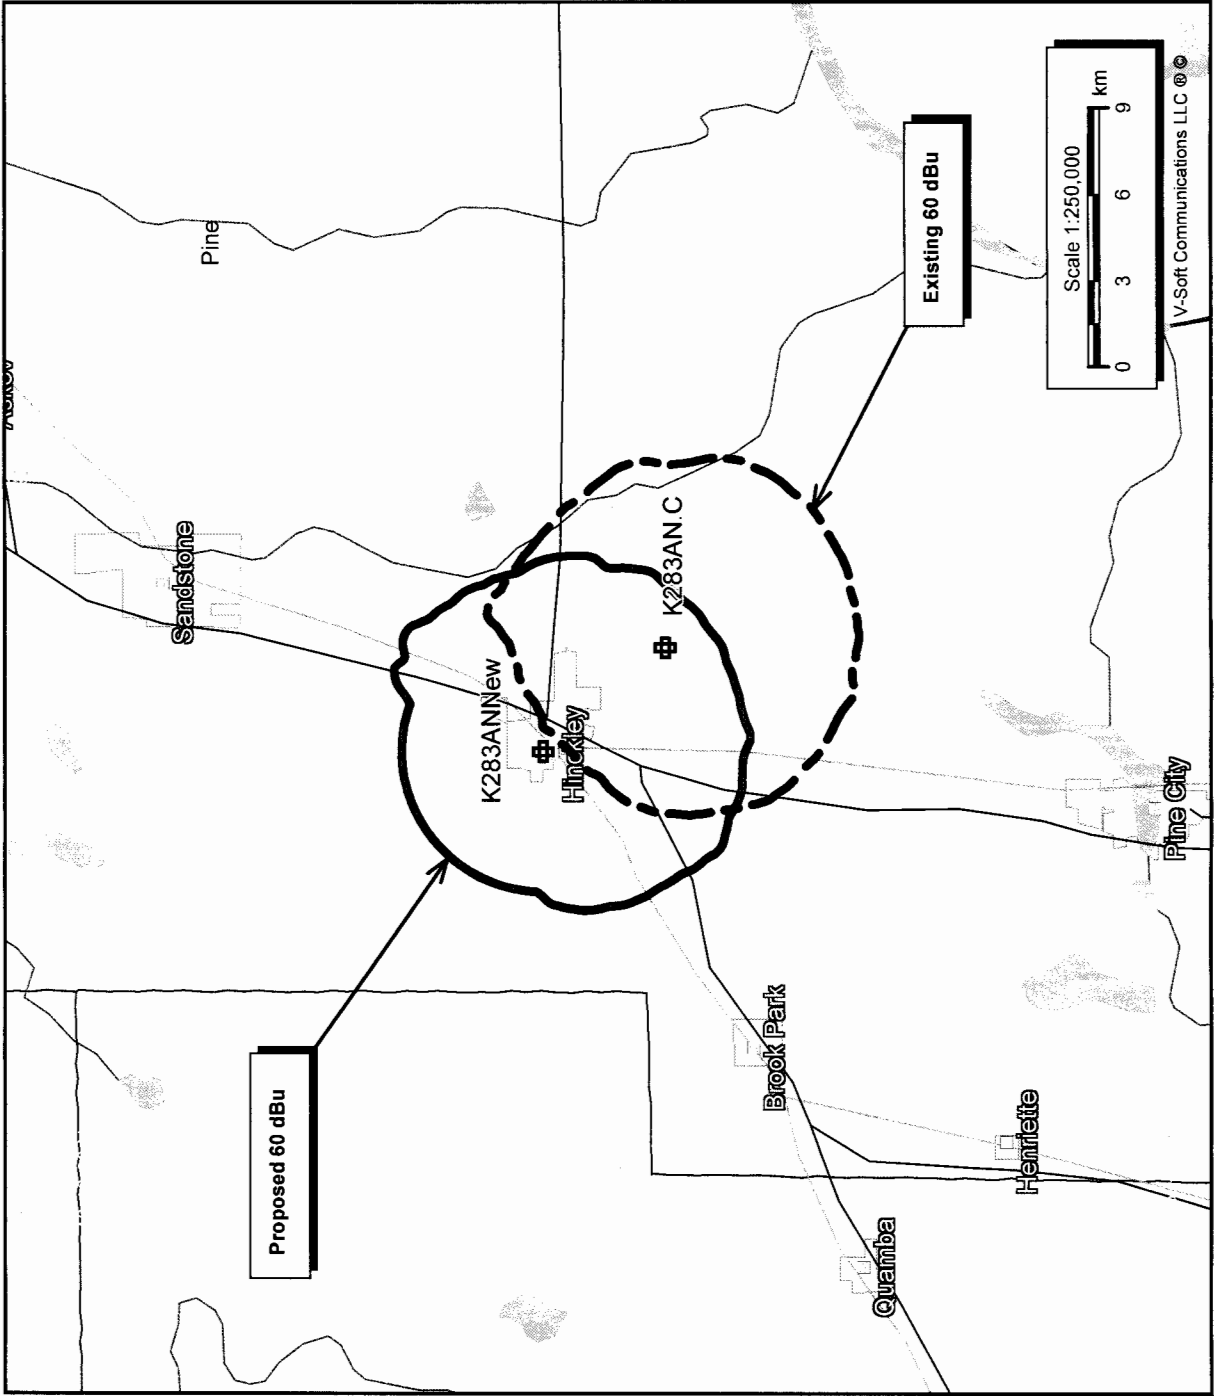 Askov
Sandstone
Pine
K283ANNew
Hinckley
K283AN.C
Proposed 60 dBu
Existing 60 dBu
Brook Park
Quamba
Henriette
Pine City
Scale 1:250,000
0 3 6 9 km
V-Soft Communications LLC ® ©